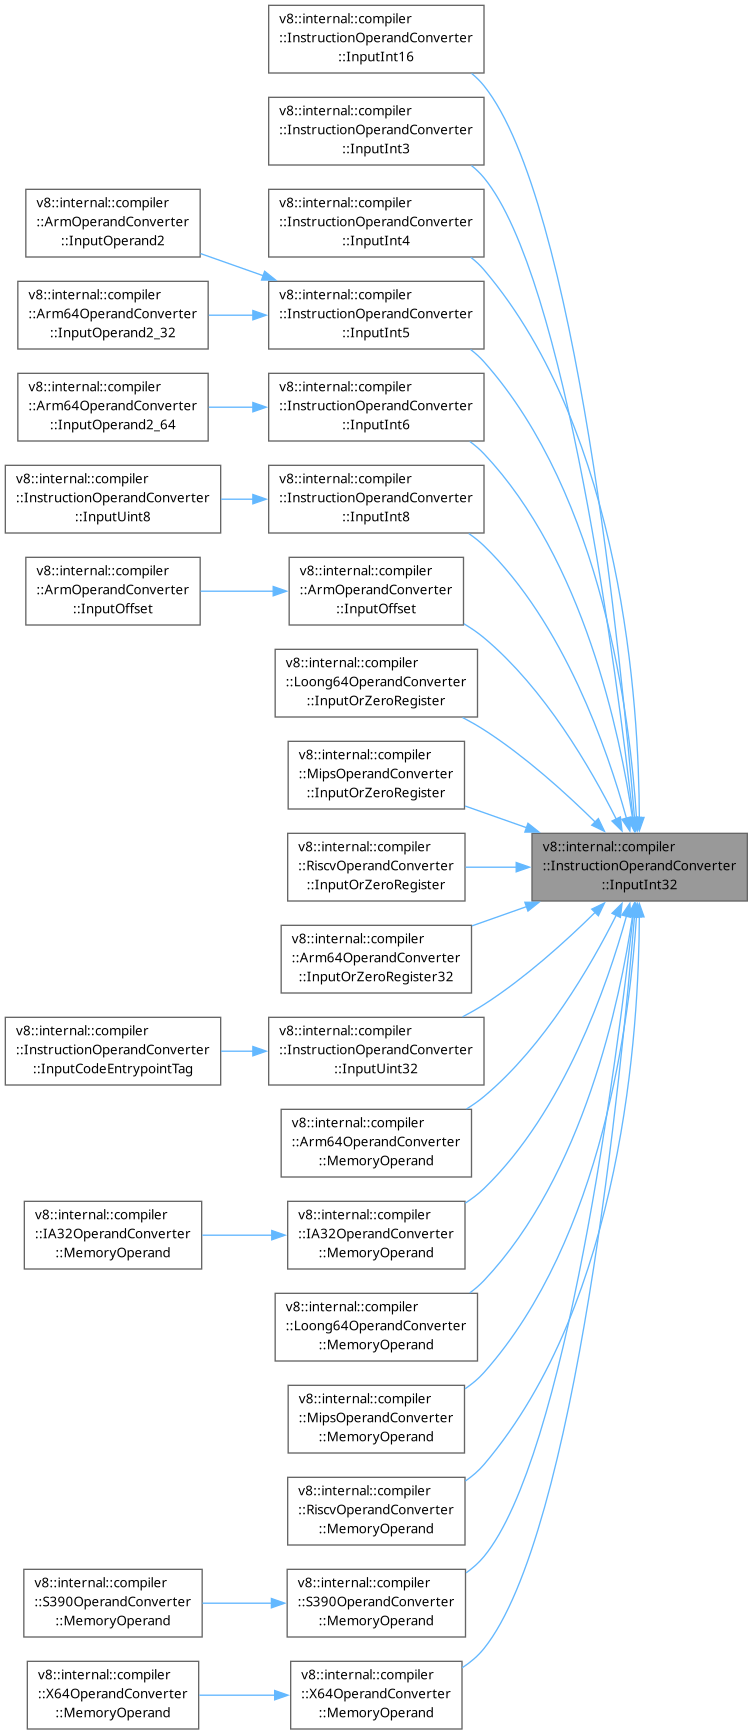 v8::internal::compiler
::InstructionOperandConverter
::InputInt16
v8::internal::compiler
::InstructionOperandConverter
::InputInt3
v8::internal::compiler
::ArmOperandConverter
::InputOperand2
v8::internal::compiler
::InstructionOperandConverter
::InputInt4
v8::internal::compiler
::Arm64OperandConverter
::InputOperand2_32
v8::internal::compiler
::InstructionOperandConverter
::InputInt5
v8::internal::compiler
::Arm64OperandConverter
::InputOperand2_64
v8::internal::compiler
::InstructionOperandConverter
::InputInt6
v8::internal::compiler
::InstructionOperandConverter
::InputUint8
v8::internal::compiler
::InstructionOperandConverter
::InputInt8
v8::internal::compiler
::ArmOperandConverter
::InputOffset
v8::internal::compiler
::ArmOperandConverter
::InputOffset
v8::internal::compiler
::Loong64OperandConverter
::InputOrZeroRegister
v8::internal::compiler
::MipsOperandConverter
::InputOrZeroRegister
v8::internal::compiler
::RiscvOperandConverter
::InputOrZeroRegister
v8::internal::compiler
::InstructionOperandConverter
::InputInt32
v8::internal::compiler
::Arm64OperandConverter
::InputOrZeroRegister32
v8::internal::compiler
::InstructionOperandConverter
::InputCodeEntrypointTag
v8::internal::compiler
::InstructionOperandConverter
::InputUint32
v8::internal::compiler
::Arm64OperandConverter
::MemoryOperand
v8::internal::compiler
::IA32OperandConverter
::MemoryOperand
v8::internal::compiler
::IA32OperandConverter
::MemoryOperand
v8::internal::compiler
::Loong64OperandConverter
::MemoryOperand
v8::internal::compiler
::MipsOperandConverter
::MemoryOperand
v8::internal::compiler
::RiscvOperandConverter
::MemoryOperand
v8::internal::compiler
::S390OperandConverter
::MemoryOperand
v8::internal::compiler
::S390OperandConverter
::MemoryOperand
v8::internal::compiler
::X64OperandConverter
::MemoryOperand
v8::internal::compiler
::X64OperandConverter
::MemoryOperand